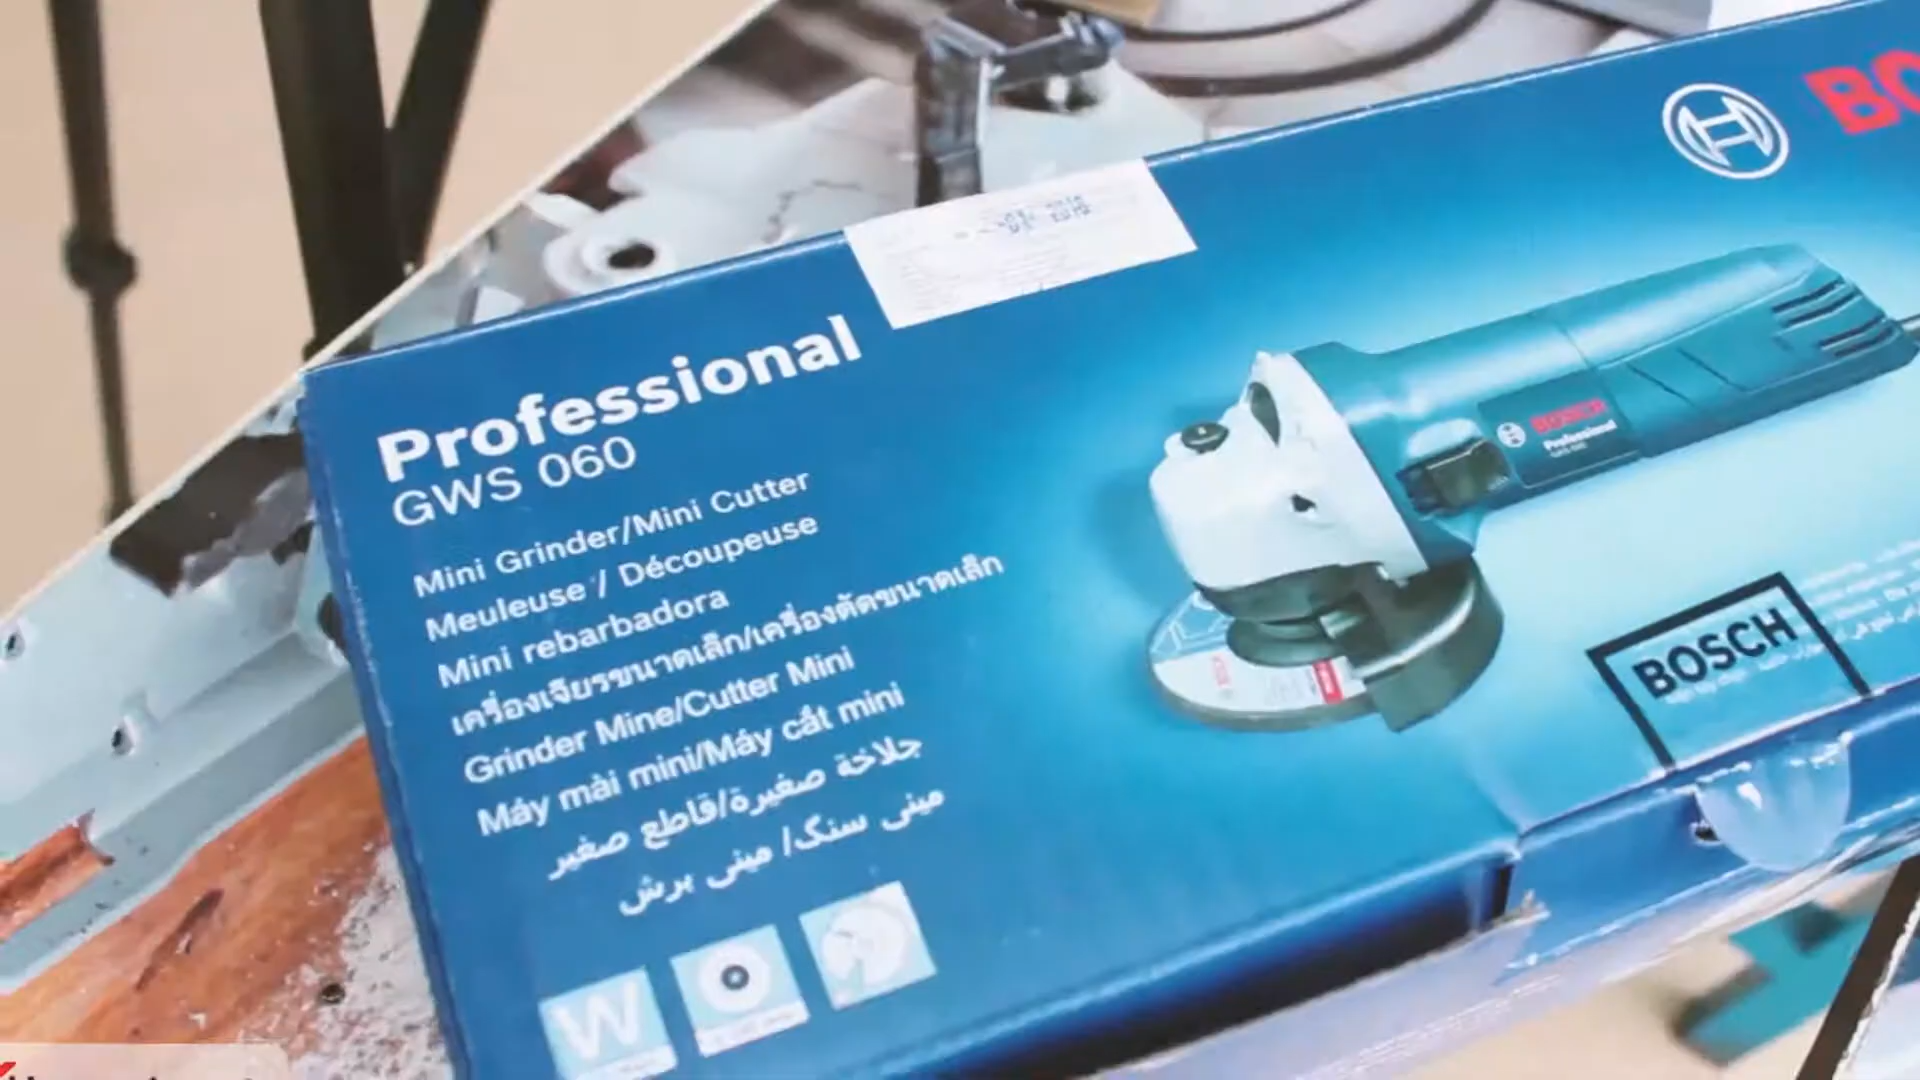 BO
Professional
GWS 060
Mini Grinder/Mini Cutter
Meuleuse / Découpeuse
Mini rebarbadora
เครื่องเจียรขนาดเล็ก/เครื่องตัดขนาดเล็ก
Grinder Mine/Cutter Mini
Máy mài mini/Máy cắt mini
جلاخة صغيرة/قاطع صغير
مینی سنگ/ مینی برش
BOSCH
Professional
BOSCH
W